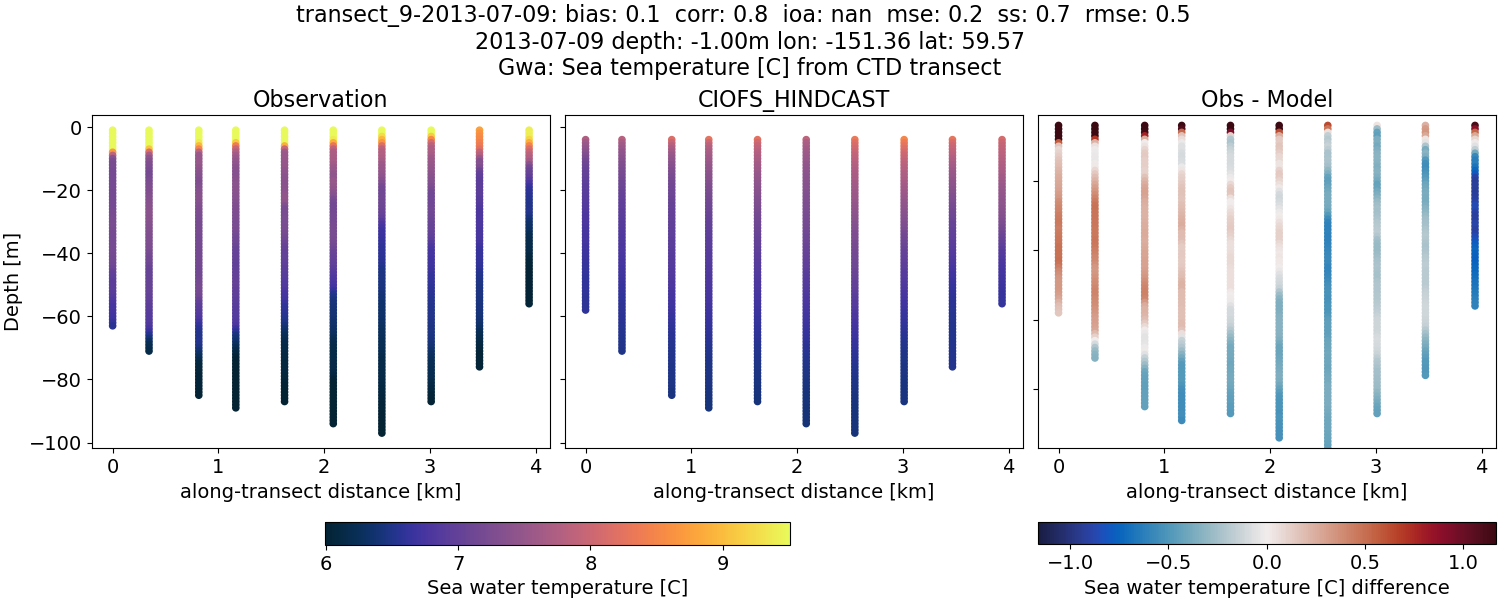 transect_9-2013-07-09: bias: 0.1  corr: 0.8  ioa: nan  mse: 0.2  ss: 0.7  rmse: 0.5
2013-07-09 depth: -1.00m lon: -151.36 lat: 59.57
Gwa: Sea temperature [C] from CTD transect
Observation
CIOFS_HINDCAST
Obs - Model
Depth [m]
0
−20
−40
−60
−80
−100
0 1 2 3 4
0 1 2 3 4
0 1 2 3 4
along-transect distance [km]
along-transect distance [km]
along-transect distance [km]
6 7 8 9
Sea water temperature [C]
−1.0 −0.5 0.0 0.5 1.0
Sea water temperature [C] difference